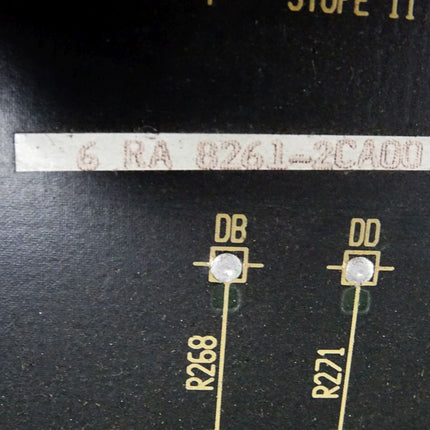 STUFE II
6 RA 8261-2CA00
DB DD
R268
R271